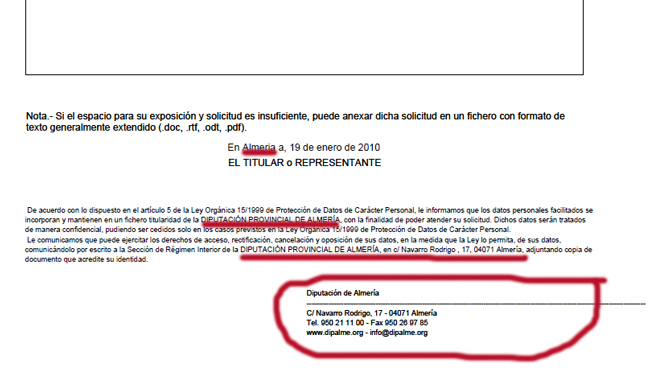 Nota.- Si el espacio para su exposición y solicitud es insuficiente, puede anexar dicha solicitud en un fichero con formato de
texto generalmente extendido (.doc, .rtf, .odt, .pdf).
En Almeria a, 19 de enero de 2010
EL TITULAR o REPRESENTANTE
De acuerdo con lo dispuesto en el artículo 5 de la Ley Orgánica 15/1999 de Protección de Datos de Carácter Personal, le informamos que los datos personales facilitados se
incorporan y mantienen en un fichero titularidad de la DIPUTACIÓN PROVINCIAL DE ALMERÍA, con la finalidad de poder atender su solicitud. Dichos datos serán tratados
de manera confidencial, pudiendo ser cedidos solo en los casos previstos en la Ley Orgánica 15/1999 de Protección de Datos de Carácter Personal.
Le comunicamos que puede ejercitar los derechos de acceso, rectificación, cancelación y oposición de sus datos, en la medida que la Ley lo permita, de sus datos,
comunicándolo por escrito a la Sección de Régimen Interior de la DIPUTACIÓN PROVINCIAL DE ALMERÍA, en c/ Navarro Rodrigo , 17, 04071 Almería, adjuntando copia de
documento que acredite su identidad.
Diputación de Almería
C/ Navarro Rodrigo, 17 - 04071 Almería
Tel. 950 21 11 00 - Fax 950 26 97 85
www.dipalme.org - info@dipalme.org